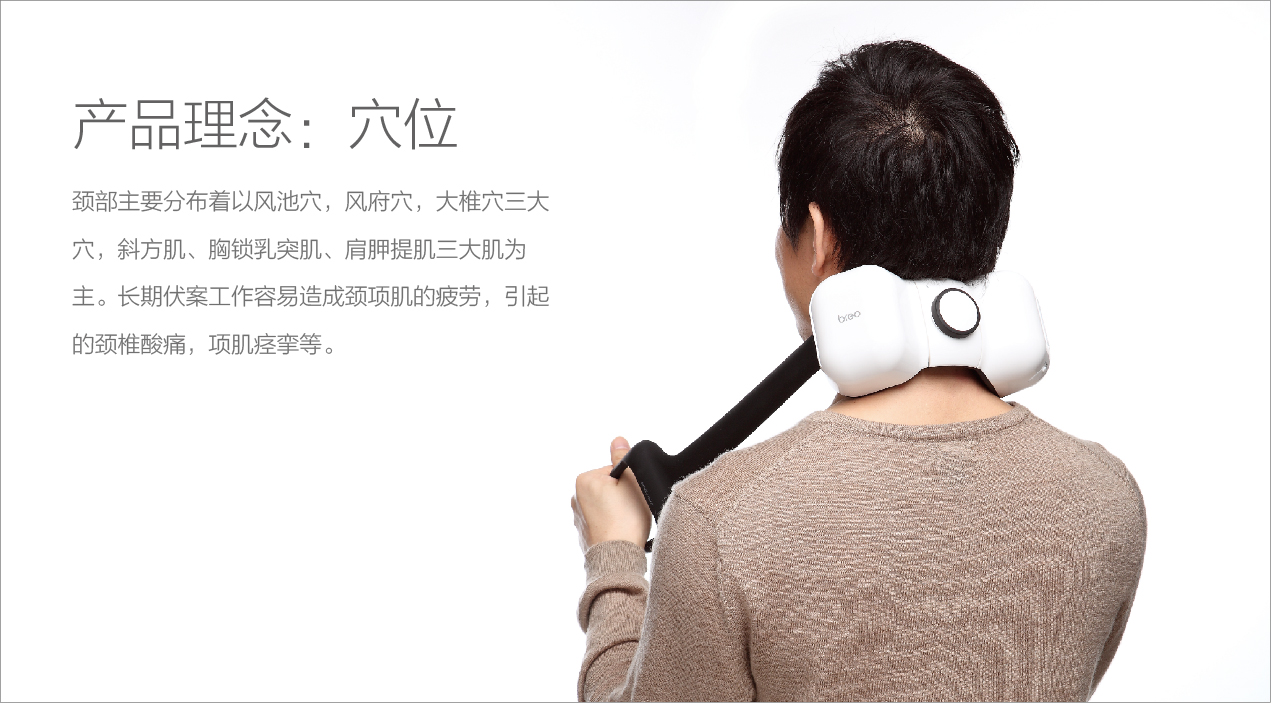 产品理念：穴位
颈部主要分布着以风池穴，风府穴，大椎穴三大
穴，斜方肌、胸锁乳突肌、肩胛提肌三大肌为
主。长期伏案工作容易造成颈项肌的疲劳，引起
的颈椎酸痛，项肌痉挛等。
breo